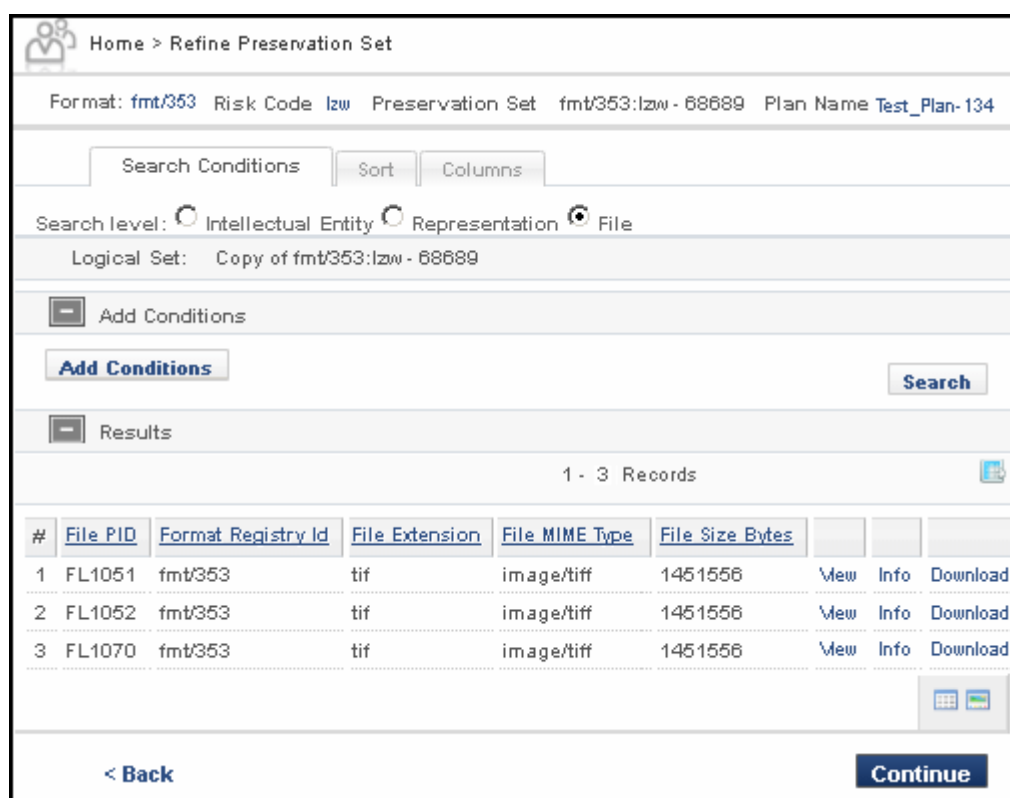 Home > Refine Preservation Set
Format: fmt/353 Risk Code lzw Preservation Set fmt/353:lzw - 68689 Plan Name Test_Plan-134
Search Conditions Sort Columns
Search level: Intellectual Entity Representation File
Logical Set: Copy of fmt/353:lzw - 68689
Add Conditions
Add Conditions
Search
Results
1 - 3 Records
# File PID Format Registry Id File Extension File MIME Type File Size Bytes
1 FL1051 fmt/353 tif image/tiff 1451556 View Info Download
2 FL1052 fmt/353 tif image/tiff 1451556 View Info Download
3 FL1070 fmt/353 tif image/tiff 1451556 View Info Download
< Back Continue